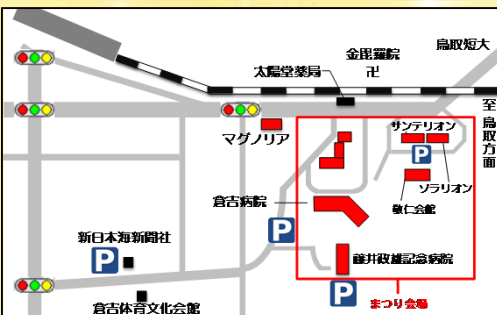 鳥取短大
金毘羅院
卍
太陽堂薬局
至鳥取方面
マグノリア
サンテリオン
P
ソラリオン
敬仁会館
倉吉病院
P
新日本海新聞社
P
藤井政雄記念病院
P
まつり会場
倉吉体育文化会館